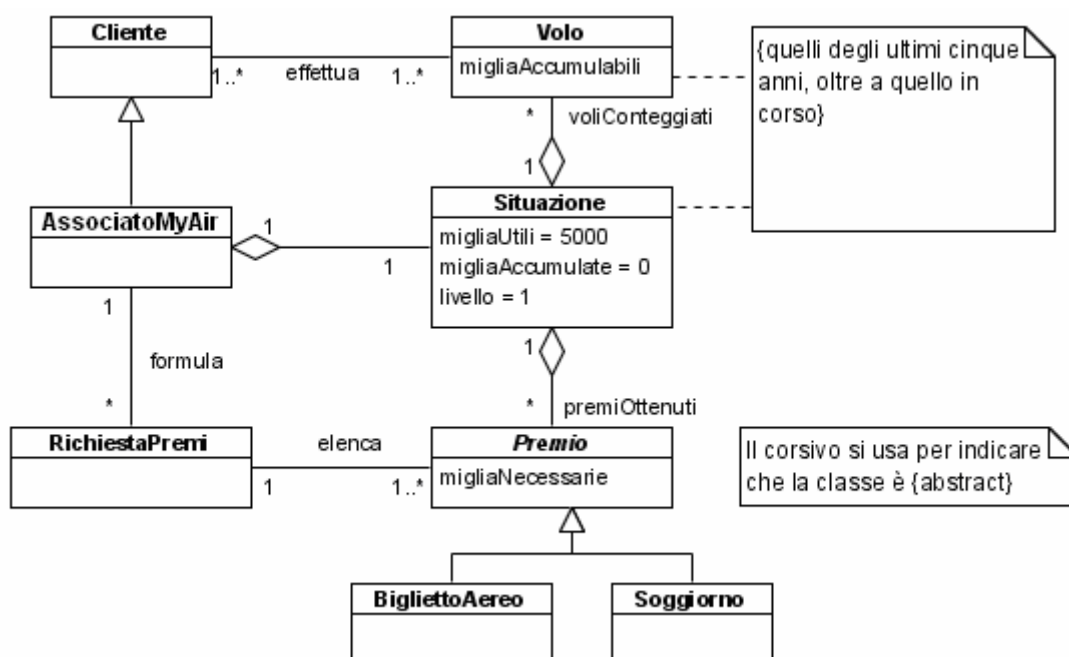 Cliente
Volo
migliaAccumulabili
1..*
effettua
1..*
{quelli degli ultimi cinque
anni, oltre a quello in
corso}
*
voliConteggiati
1
AssociatoMyAir
1
1
Situazione
migliaUtili = 5000
migliaAccumulate = 0
livello = 1
1
formula
*
1
*
premiOttenuti
RichiestaPremi
elenca
1
1..*
Premio
migliaNecessarie
Il corsivo si usa per indicare
che la classe è {abstract}
BigliettoAereo
Soggiorno